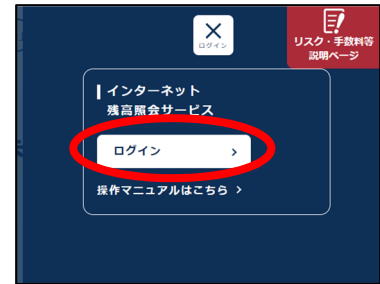 ログイン
リスク・手数料等
説明ページ
インターネット
残高照会サービス
ログイン
操作マニュアルはこちら